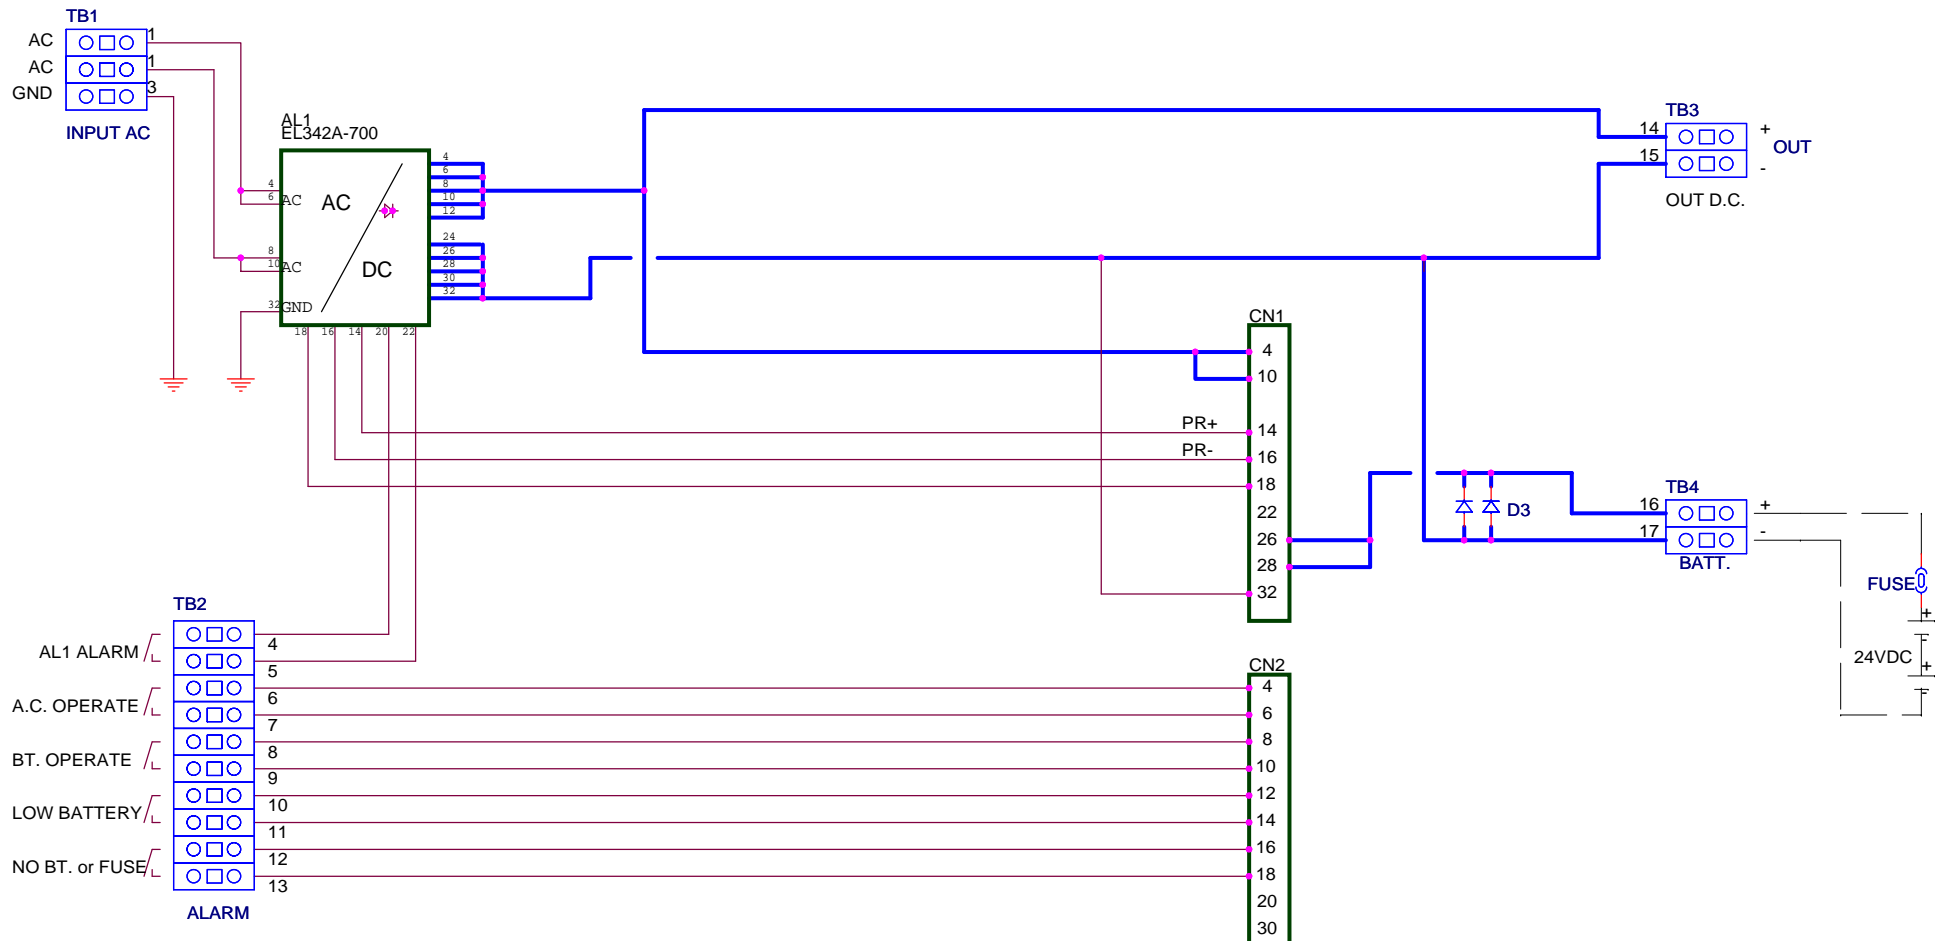 TB1
AC 1
AC 1
GND 3
INPUT AC
AL1
EL342A-700
4
6
8
10
12
24
26
28
30
32
4
6 AC
8
10 AC
32 GND
AC
DC
18 16 14 20 22
TB3
14 +
OUT
15 -
OUT D.C.
CN1
4
10
PR+ 14
PR- 16
18
22
26
28
32
D3
TB4
16 +
17 -
BATT.
FUSE
+
-
24VDC
+
-
TB2
AL1 ALARM
4
5
A.C. OPERATE
6
7
BT. OPERATE
8
9
LOW BATTERY
10
11
NO BT. or FUSE
12
13
ALARM
CN2
4
6
8
10
12
14
16
18
20
30